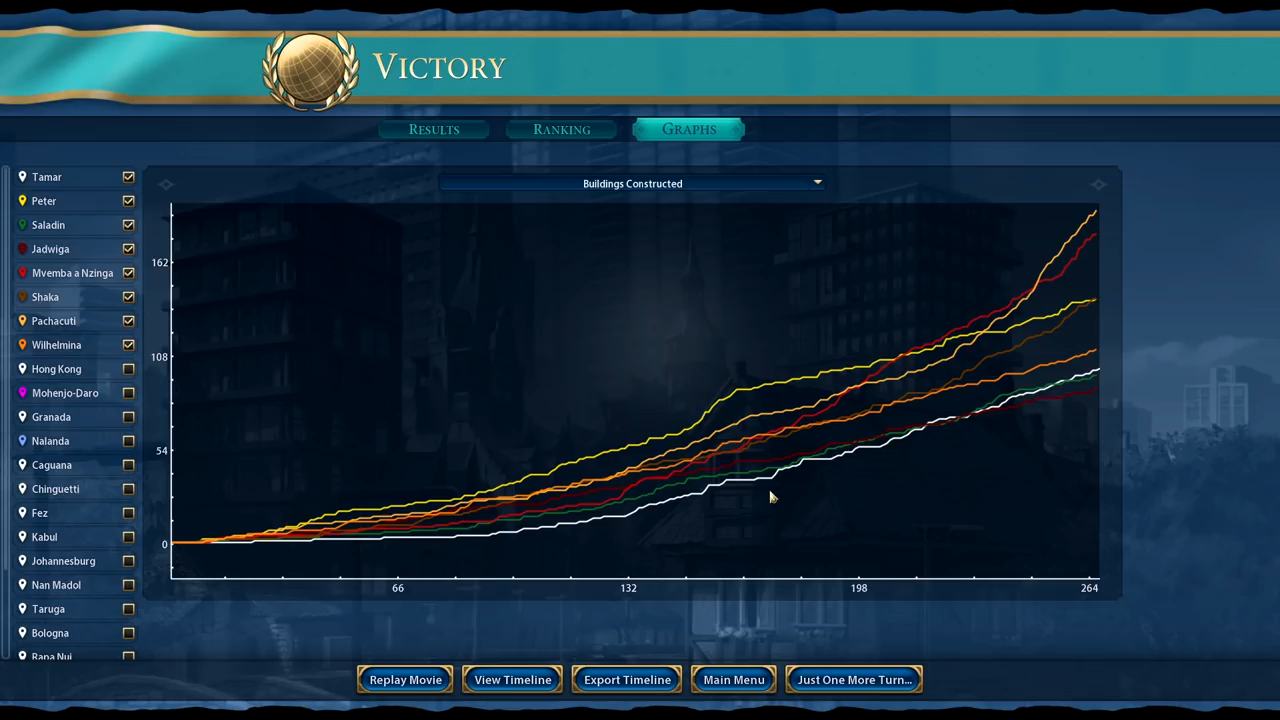 VICTORY
RESULTS RANKING GRAPHS
Tamar
Peter
Saladin
Jadwiga
Mvemba a Nzinga
Shaka
Pachacuti
Wilhelmina
Hong Kong
Mohenjo-Daro
Granada
Nalanda
Caguana
Chinguetti
Fez
Kabul
Johannesburg
Nan Madol
Taruga
Bologna
Rapa Nui
Buildings Constructed
162
108
54
0
66 132 198 264
Replay Movie View Timeline Export Timeline Main Menu Just One More Turn...